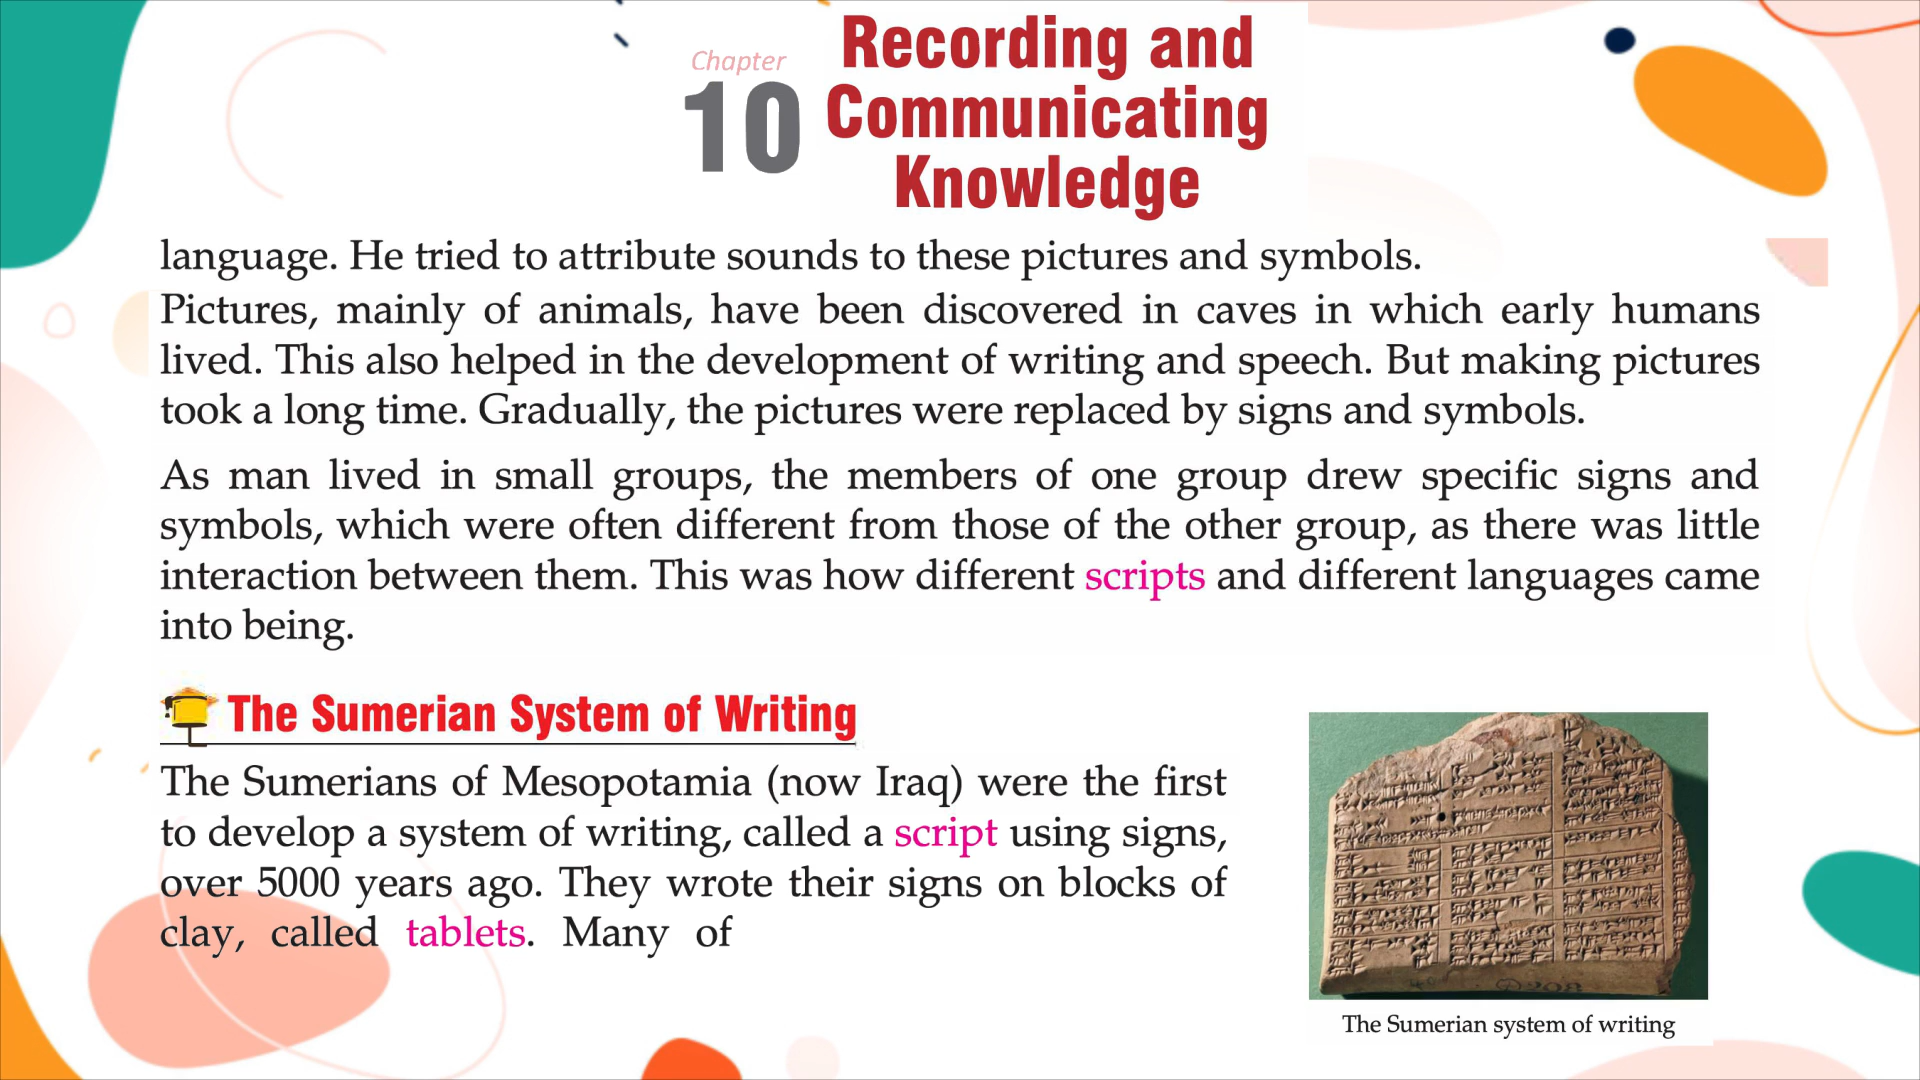 Chapter
10
Recording and
Communicating
Knowledge
language. He tried to attribute sounds to these pictures and symbols.
Pictures, mainly of animals, have been discovered in caves in which early humans
lived. This also helped in the development of writing and speech. But making pictures
took a long time. Gradually, the pictures were replaced by signs and symbols.
As man lived in small groups, the members of one group drew specific signs and
symbols, which were often different from those of the other group, as there was little
interaction between them. This was how different scripts and different languages came
into being.
The Sumerian System of Writing
The Sumerians of Mesopotamia (now Iraq) were the first
to develop a system of writing, called a script using signs,
over 5000 years ago. They wrote their signs on blocks of
clay, called tablets. Many of
The Sumerian system of writing